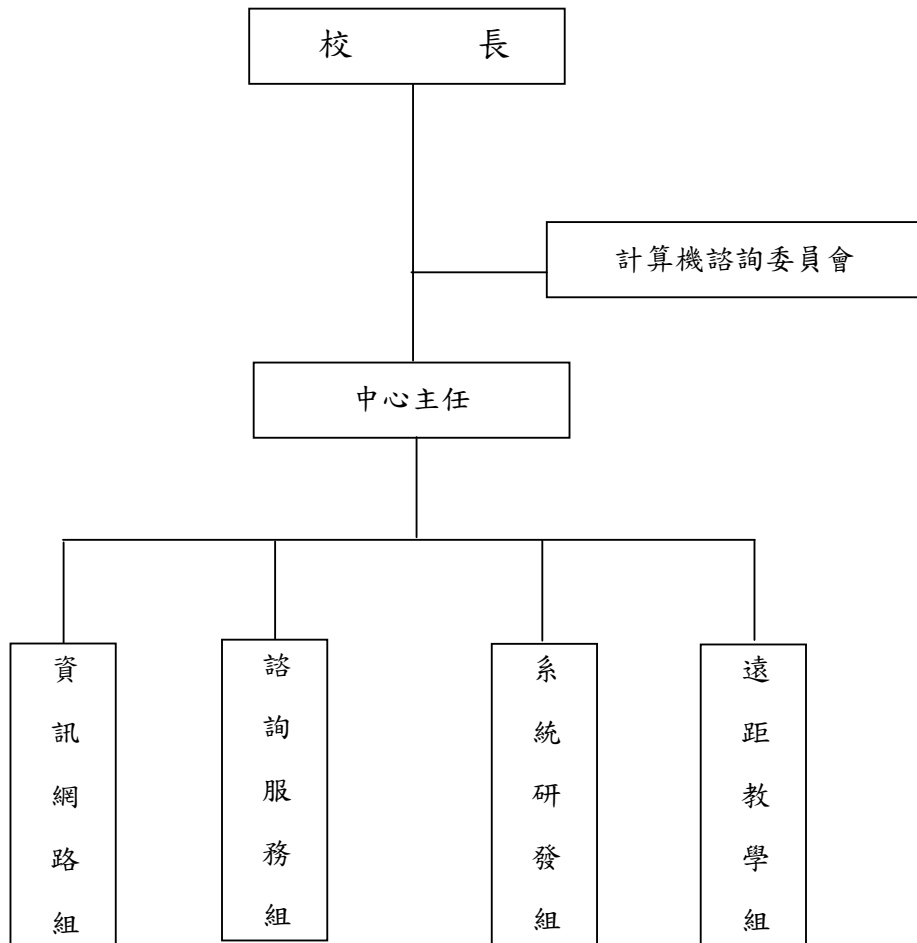 校長
計算機諮詢委員會
中心主任
資訊網路組
諮詢服務組
系統研發組
遠距教學組